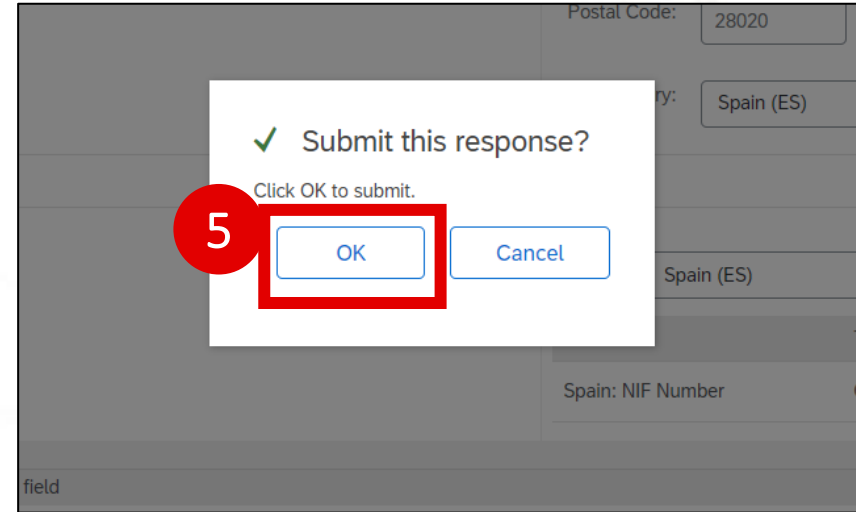 Postal Code:
28020
ry:
Spain (ES)
Submit this response?
Click OK to submit.
5
OK
Cancel
Spain (ES)
Spain: NIF Number
field